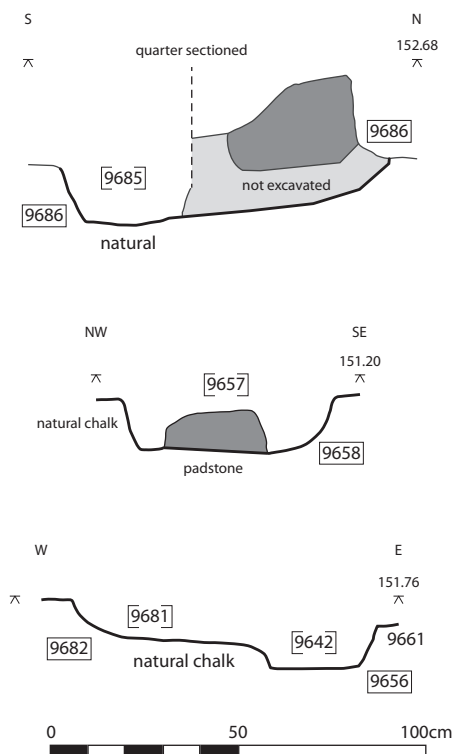 S
N
152.68
quarter sectioned
9686
9685
not excavated
9686
natural
NW
SE
151.20
9657
natural chalk
padstone
9658
W
E
151.76
9681
9642
9661
9682
natural chalk
9656
0 50 100cm